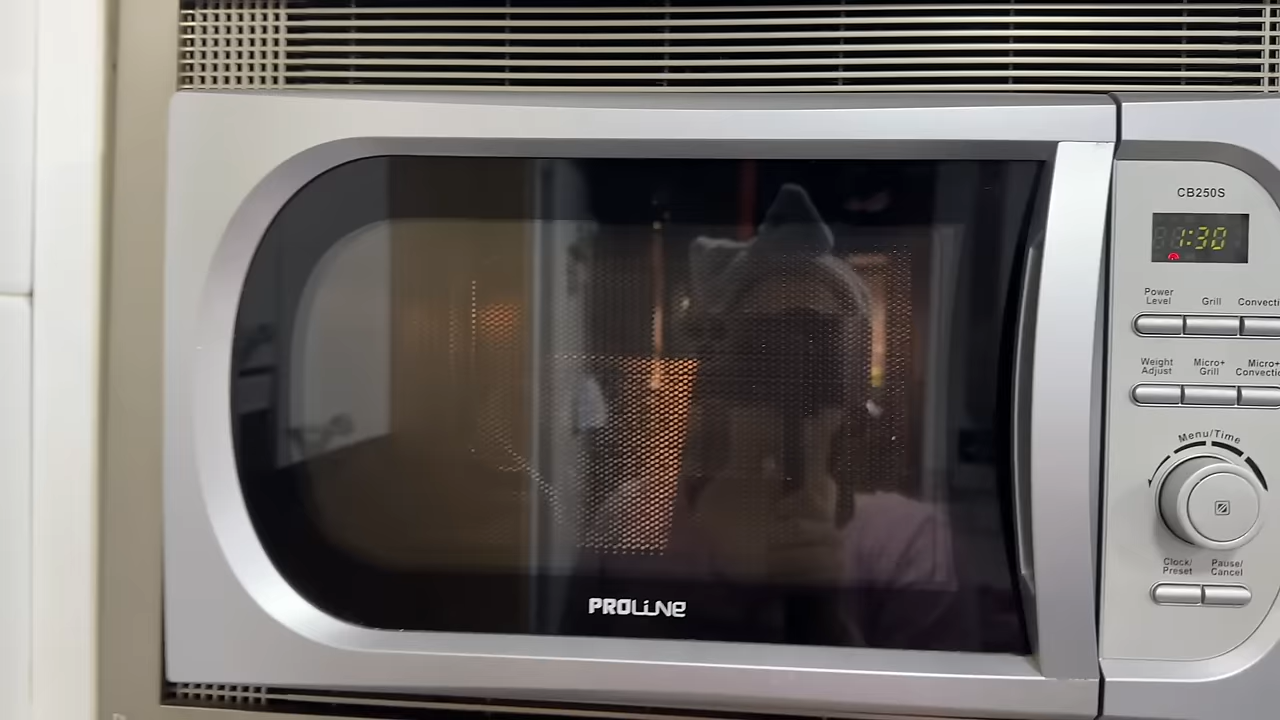 CB250S
1:30
Power Level
Grill
Convecti
Weight Adjust
Micro+ Grill
Micro+ Convectio
Menu/Time
Clock/ Preset
Pause/ Cancel
PROLINE